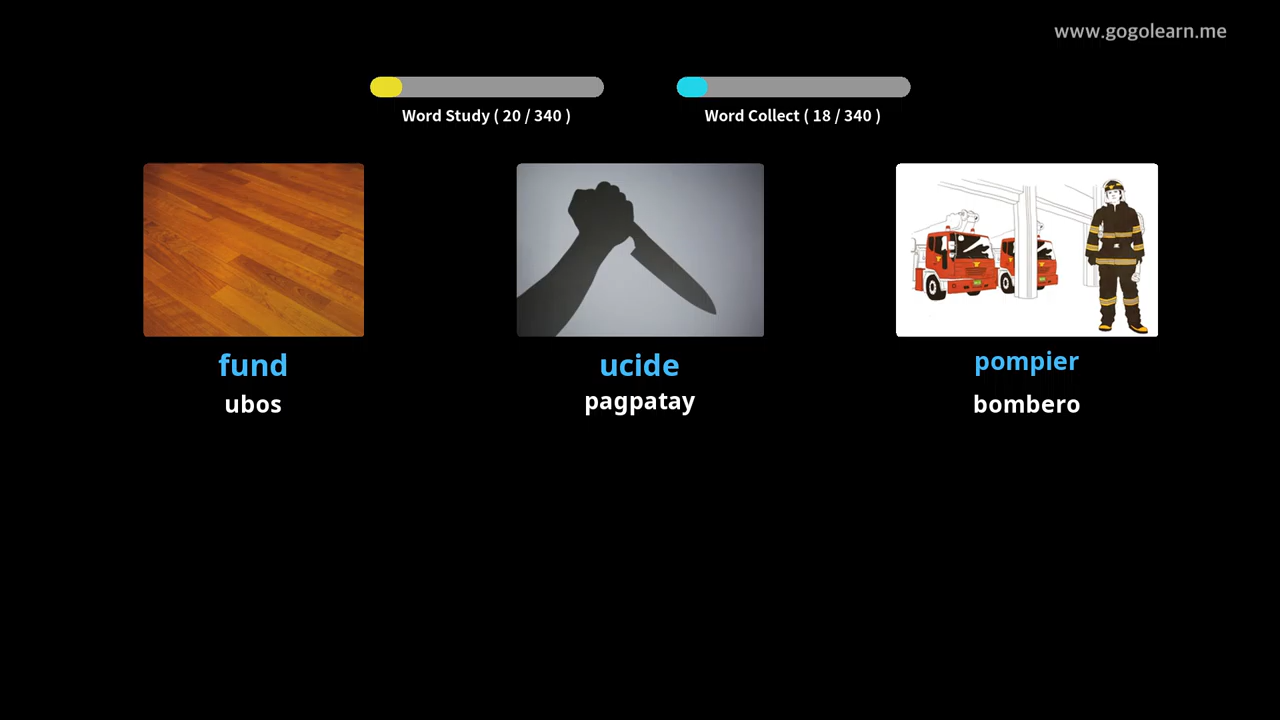 www.gogolearn.me
Word Study ( 20 / 340 )
Word Collect ( 18 / 340 )
fund
ubos
ucide
pagpatay
pompier
bombero